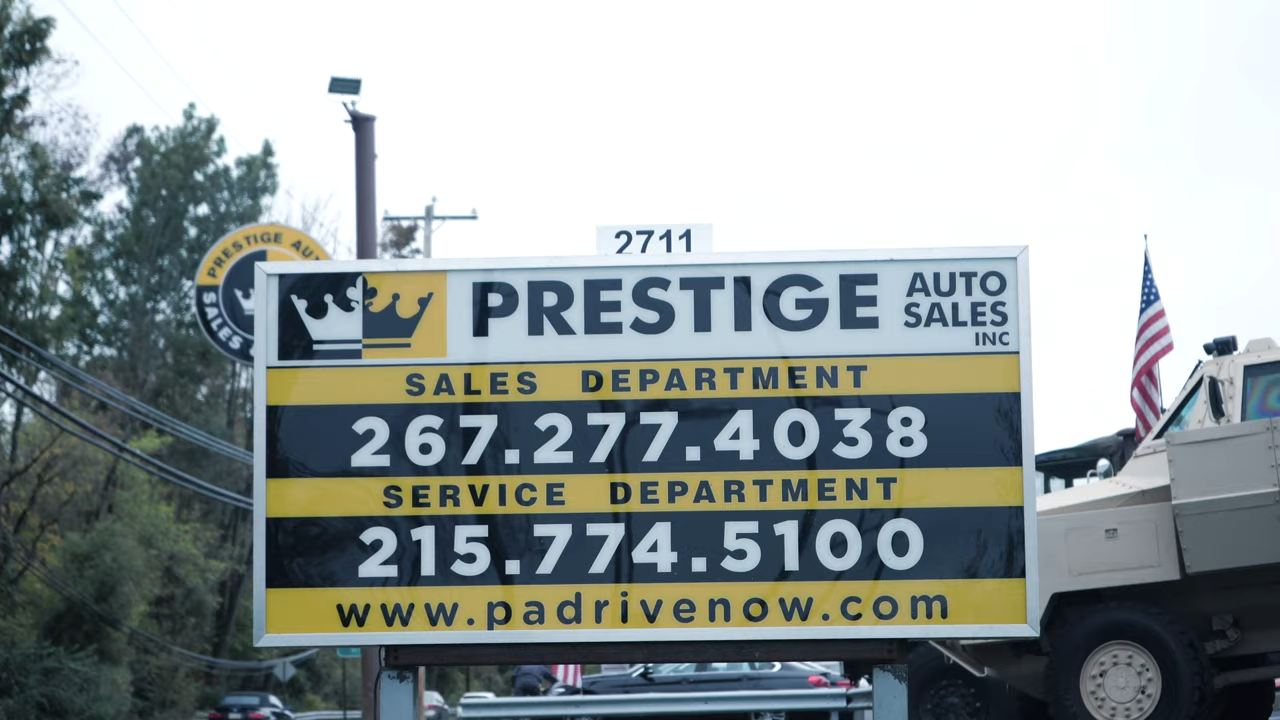 2711
PRESTIGE AUTO
SALES
PRESTIGE
AUTO
SALES
INC
SALES DEPARTMENT
267.277.4038
SERVICE DEPARTMENT
215.774.5100
www.padrivenow.com